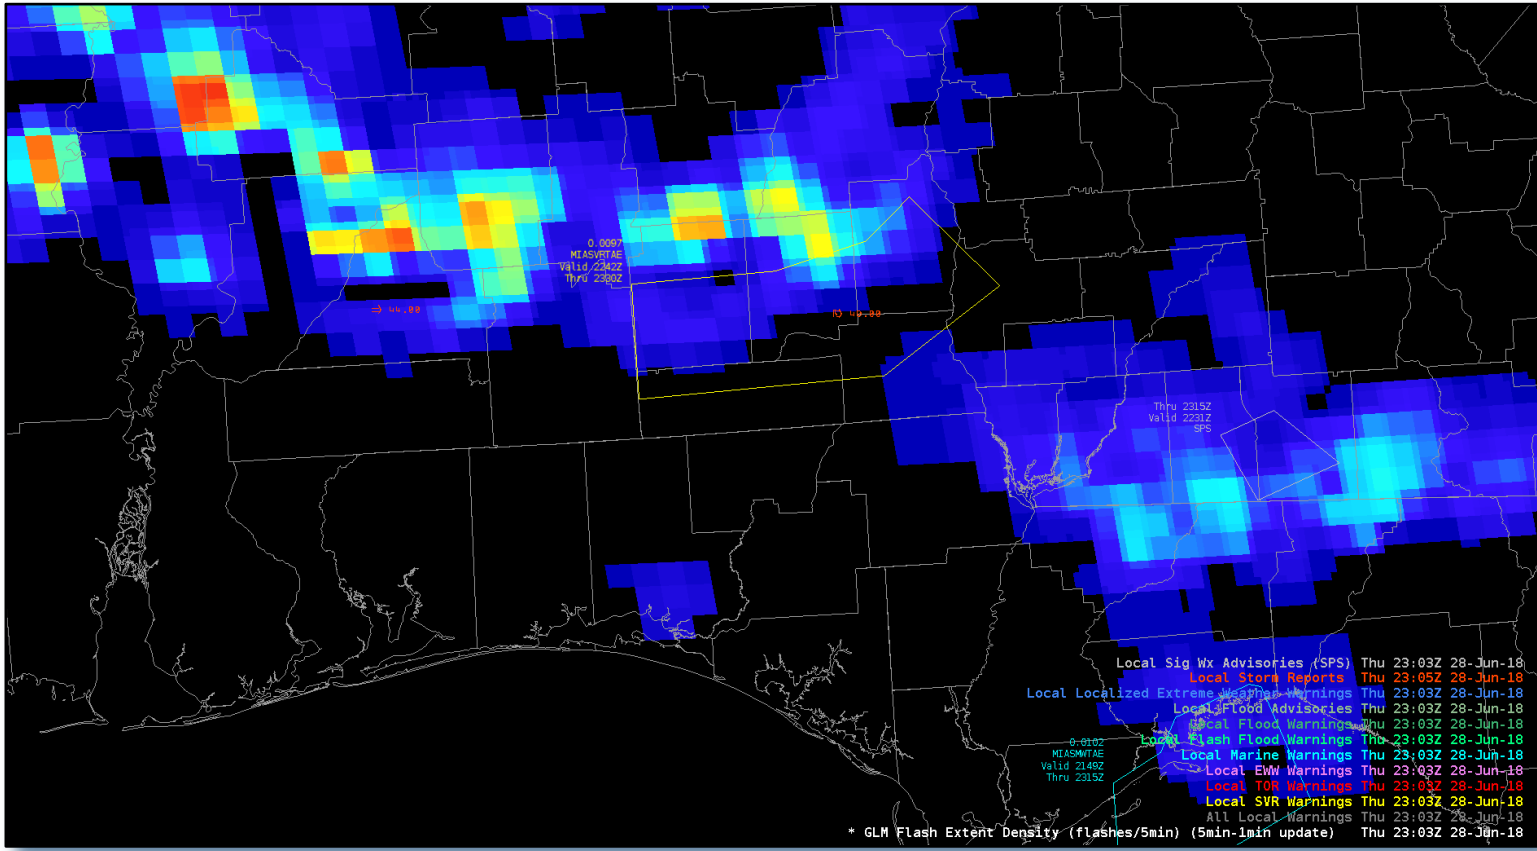 0.0097
MIASVRTAE
Valid 2242Z
Thru 2330Z
44.00
Thru 2315Z
Valid 2231Z
SPS
Local Sig Wx Advisories (SPS) Thu 23:03Z 28-Jun-18
Local Storm Reports Thu 23:05Z 28-Jun-18
Local Localized Extreme Weather Warnings Thu 23:03Z 28-Jun-18
Local Flood Advisories Thu 23:03Z 28-Jun-18
Local Flood Warnings Thu 23:03Z 28-Jun-18
0.0102
Local Flash Flood Warnings Thu 23:03Z 28-Jun-18
MIASMWTAE
Local Marine Warnings Thu 23:03Z 28-Jun-18
Valid 2149Z
Local EWW Warnings Thu 23:03Z 28-Jun-18
Thru 2315Z
Local TOR Warnings Thu 23:03Z 28-Jun-18
Local SVR Warnings Thu 23:03Z 28-Jun-18
All Local Warnings Thu 23:03Z 28-Jun-18
* GLM Flash Extent Density (flashes/5min) (5min-1min update) Thu 23:03Z 28-Jun-18